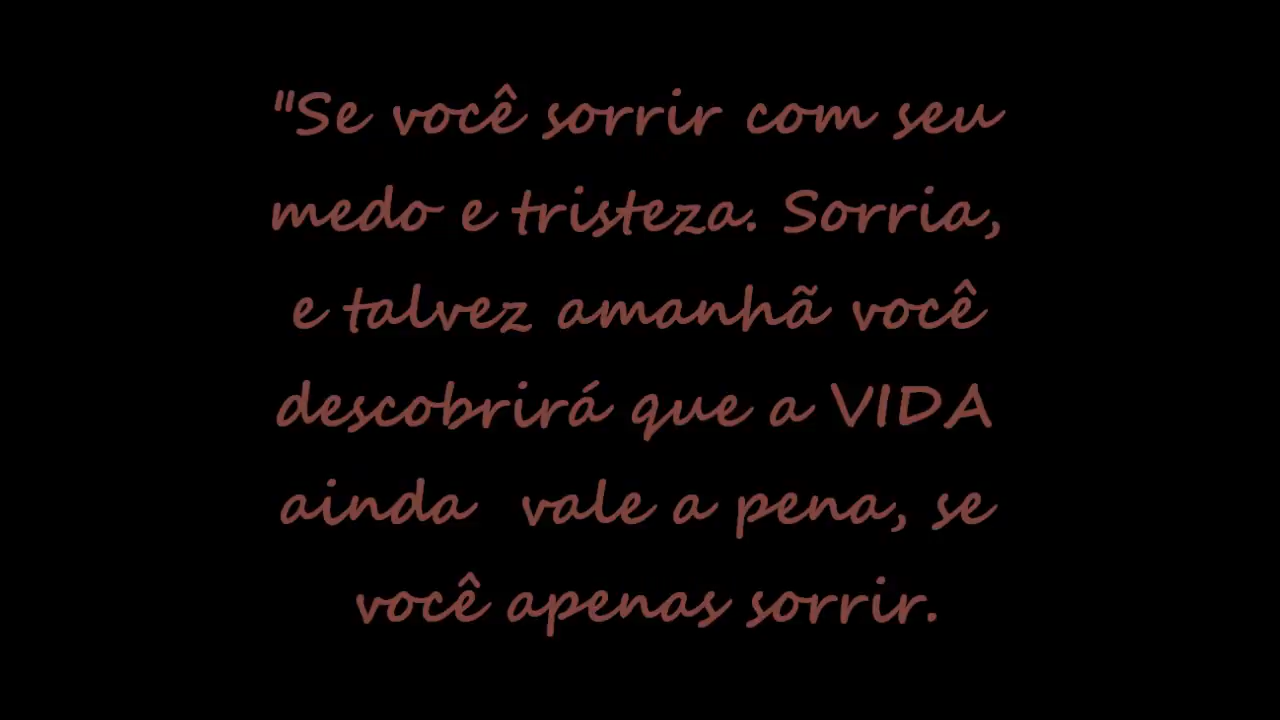 "Se você sorrir com seu
medo e tristeza. Sorria,
e talvez amanhã você
descobrirá que a VIDA
ainda  vale a pena, se
você apenas sorrir.